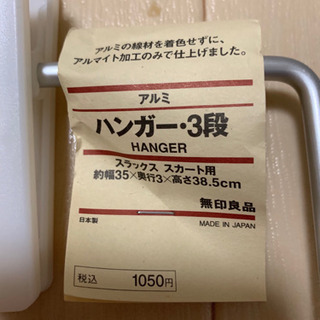 アルミの線材を着色せずに、
アルマイト加工のみで仕上げました。
アルミ
ハンガー・3段
HANGER
スラックス スカート用
約幅35×奥行3×高さ38.5cm
無印良品
日本製
MADE IN JAPAN
税込 1050円